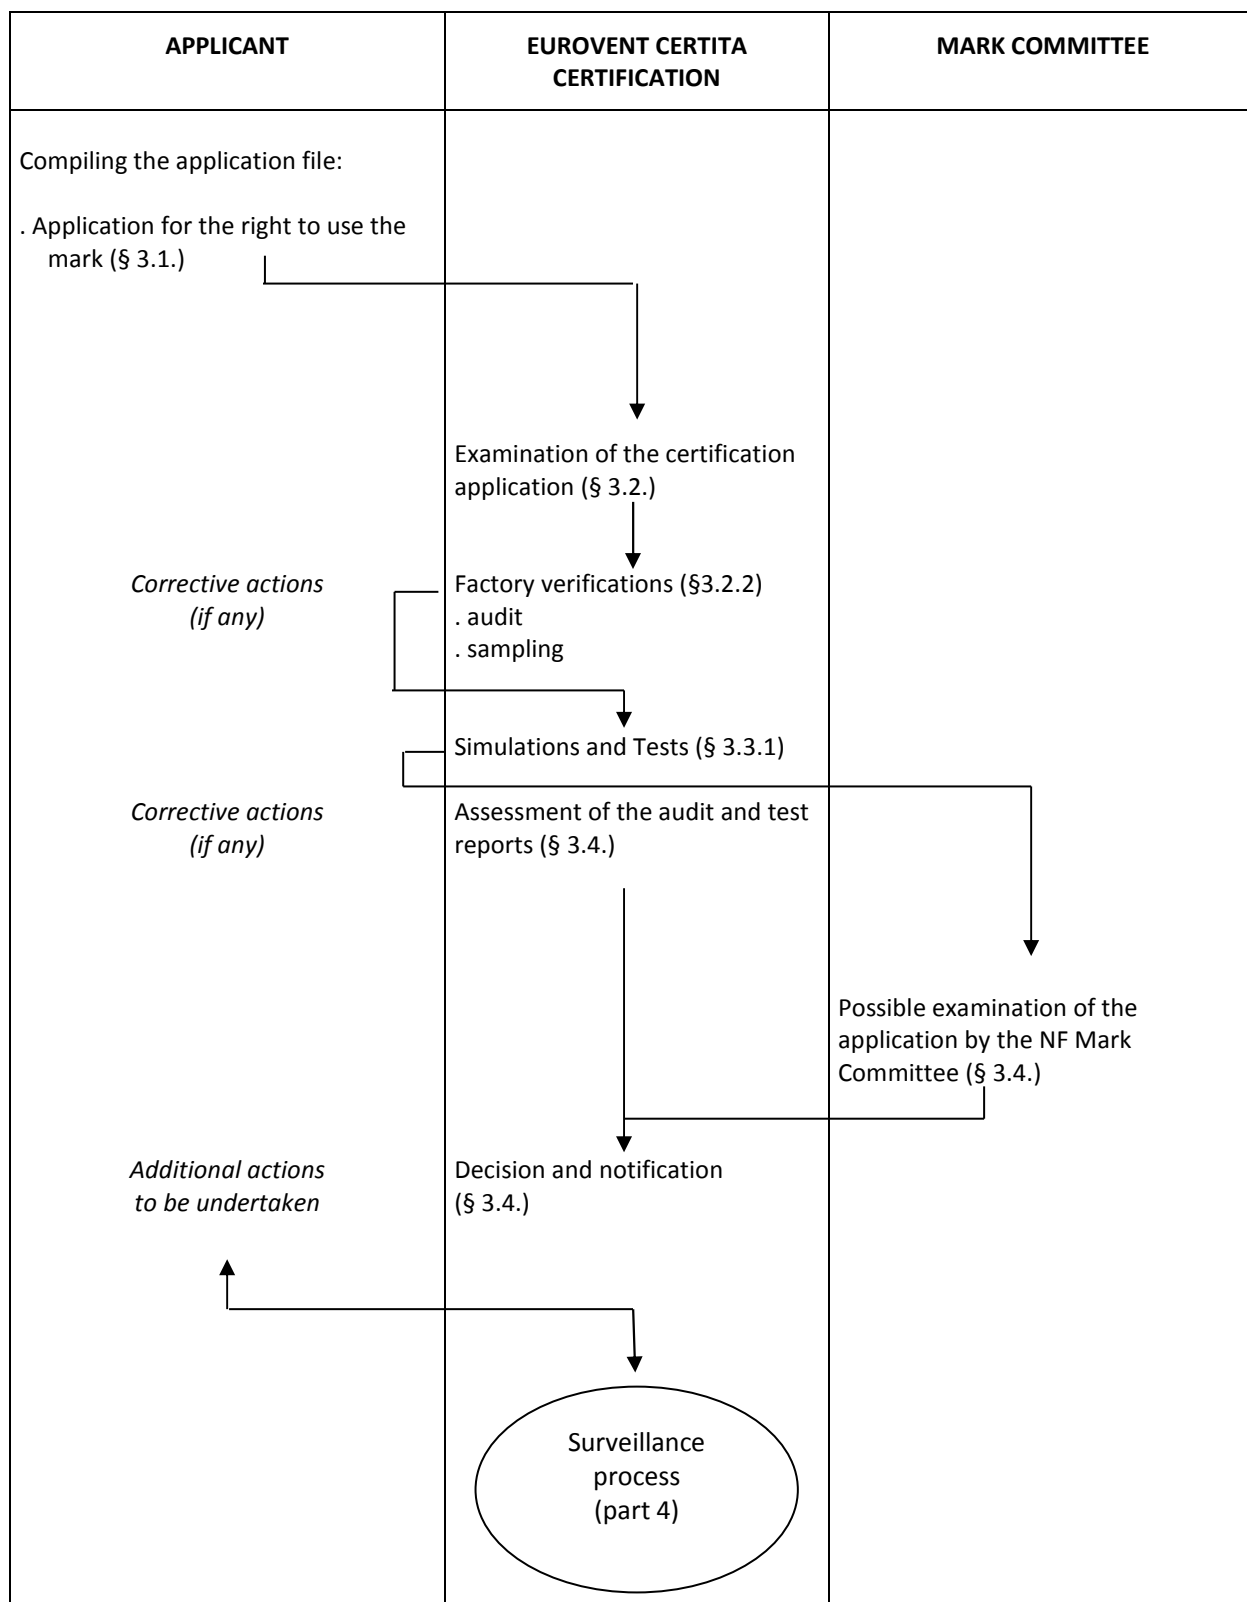 APPLICANT
EUROVENT CERTITA
CERTIFICATION
MARK COMMITTEE
Compiling the application file:
. Application for the right to use the
mark (§ 3.1.)
Examination of the certification
application (§ 3.2.)
Corrective actions
(if any)
Factory verifications (§3.2.2)
. audit
. sampling
Simulations and Tests (§ 3.3.1)
Corrective actions
(if any)
Assessment of the audit and test
reports (§ 3.4.)
Possible examination of the
application by the NF Mark
Committee (§ 3.4.)
Additional actions
to be undertaken
Decision and notification
(§ 3.4.)
Surveillance
process
(part 4)